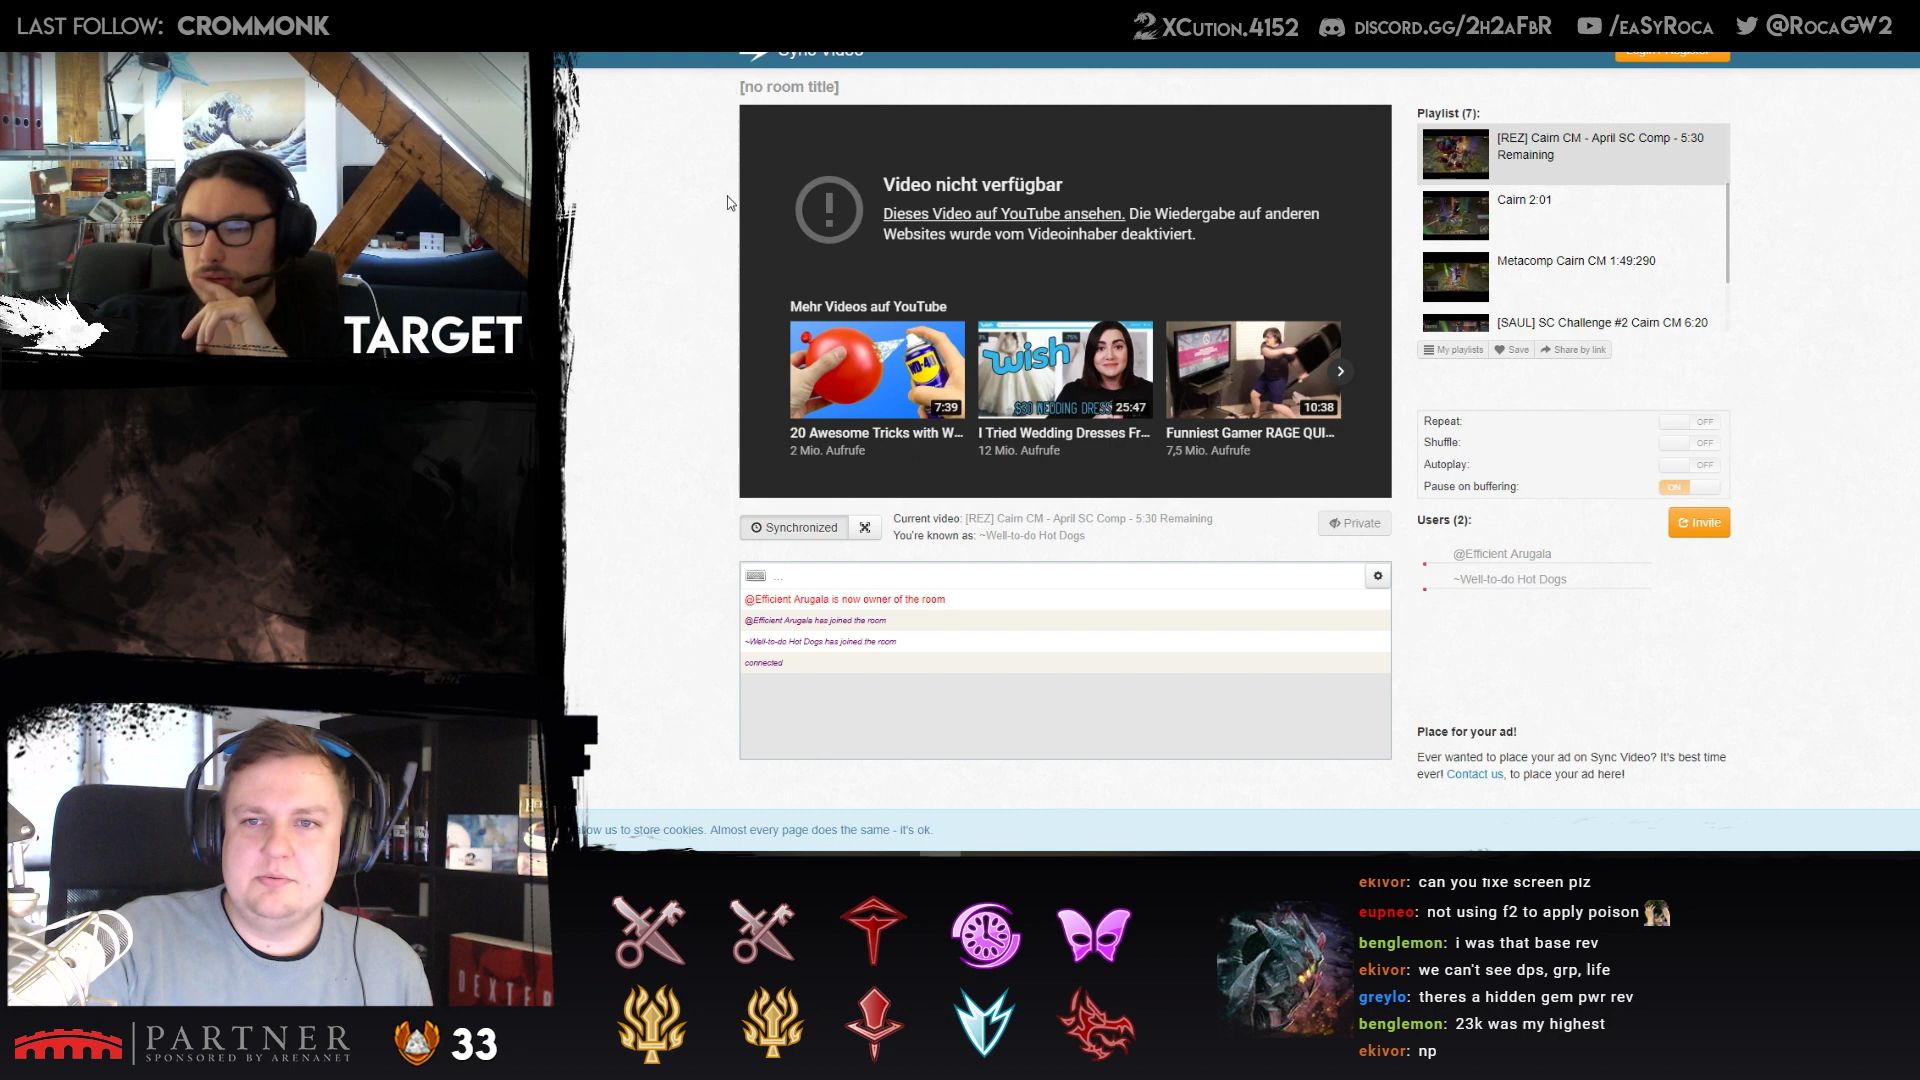 LAST FOLLOW: CROMMONK
XCution.4152
discord.gg/2h2aFbR
/eaSyRoca
@RocaGW2
Sync Video
Login / Register
[no room title]
TARGET
Video nicht verfügbar
Dieses Video auf YouTube ansehen. Die Wiedergabe auf anderen
Websites wurde vom Videoinhaber deaktiviert.
Mehr Videos auf YouTube
WD-40
7:39
wish
$30 WEDDING DRESS
25:47
10:38
20 Awesome Tricks with W...
I Tried Wedding Dresses Fr...
Funniest Gamer RAGE QUI...
2 Mio. Aufrufe
12 Mio. Aufrufe
7,5 Mio. Aufrufe
Synchronized
Current video: [REZ] Cairn CM - April SC Comp - 5:30 Remaining
You're known as: ~Well-to-do Hot Dogs
Private
...
@Efficient Arugala is now owner of the room
@Efficient Arugala has joined the room
~Well-to-do Hot Dogs has joined the room
connected
Playlist (7):
[REZ] Cairn CM - April SC Comp - 5:30
Remaining
Cairn 2:01
Metacomp Cairn CM 1:49:290
[SAUL] SC Challenge #2 Cairn CM 6:20
My playlists
Save
Share by link
Repeat: OFF
Shuffle: OFF
Autoplay: OFF
Pause on buffering: ON
Users (2):
Invite
@Efficient Arugala
~Well-to-do Hot Dogs
Place for your ad!
Ever wanted to place your ad on Sync Video? It's best time
ever! Contact us, to place your ad here!
low us to store cookies. Almost every page does the same - it's ok.
DEXTER
PARTNER
SPONSORED BY ARENANET
33
ekivor: can you fixe screen plz
eupneo: not using f2 to apply poison
benglemon: i was that base rev
ekivor: we can't see dps, grp, life
greylo: theres a hidden gem pwr rev
benglemon: 23k was my highest
ekivor: np